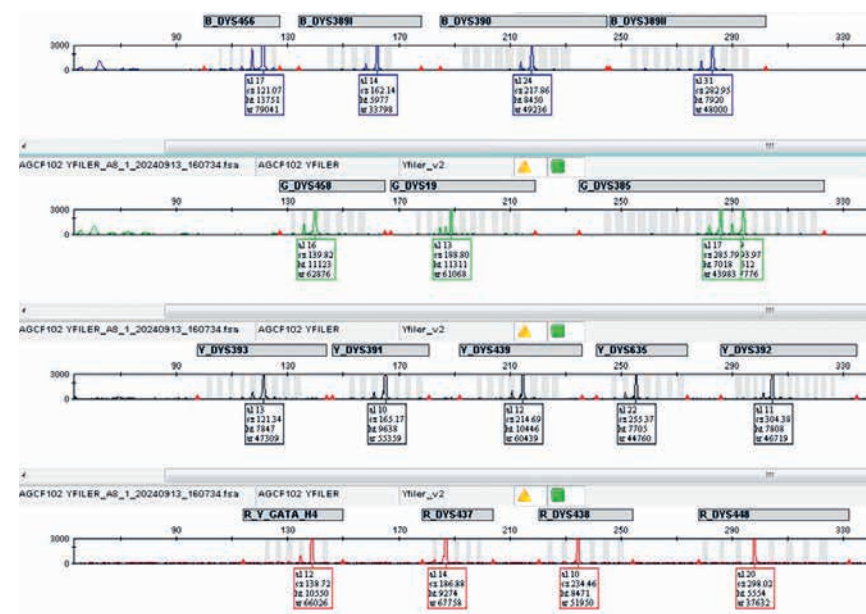 B_DYS456 B_DYS389I B_DYS390 B_DYS389II
90 130 170 210 250 290 330
3000
0
al 17
sz 121.07
ht 13751
ar 79041
al 14
sz 162.14
ht 5977
ar 33798
al 24
sz 217.86
ht 8450
ar 49236
al 31
sz 282.95
ht 7920
ar 48000
AGCF102 YFILER_A8_1_20240913_160734.fsa AGCF102 YFILER Yfiler_v2
G_DYS458 G_DYS19 G_DYS385
90 130 170 210 250 290 330
3000
0
al 16
sz 139.82
ht 11123
ar 62876
al 13
sz 188.80
ht 11311
ar 61068
al 17
sz 285.79 3.97
ht 7018 512
ar 43983 7776
AGCF102 YFILER_A8_1_20240913_160734.fsa AGCF102 YFILER Yfiler_v2
Y_DYS393 Y_DYS391 Y_DYS439 Y_DYS635 Y_DYS392
90 130 170 210 250 290 330
3000
0
al 13
sz 121.34
ht 7847
ar 47309
al 10
sz 165.17
ht 9638
ar 55359
al 12
sz 214.69
ht 10446
ar 60439
al 22
sz 255.37
ht 7705
ar 44760
al 11
sz 304.38
ht 7808
ar 46719
AGCF102 YFILER_A8_1_20240913_160734.fsa AGCF102 YFILER Yfiler_v2
R_Y_GATA_H4 R_DYS437 R_DYS438 R_DYS448
90 130 170 210 250 290 330
3000
0
al 12
sz 138.72
ht 10550
ar 66026
al 14
sz 186.88
ht 9274
ar 67758
al 10
sz 234.46
ht 8471
ar 51950
al 20
sz 298.02
ht 5554
ar 37632